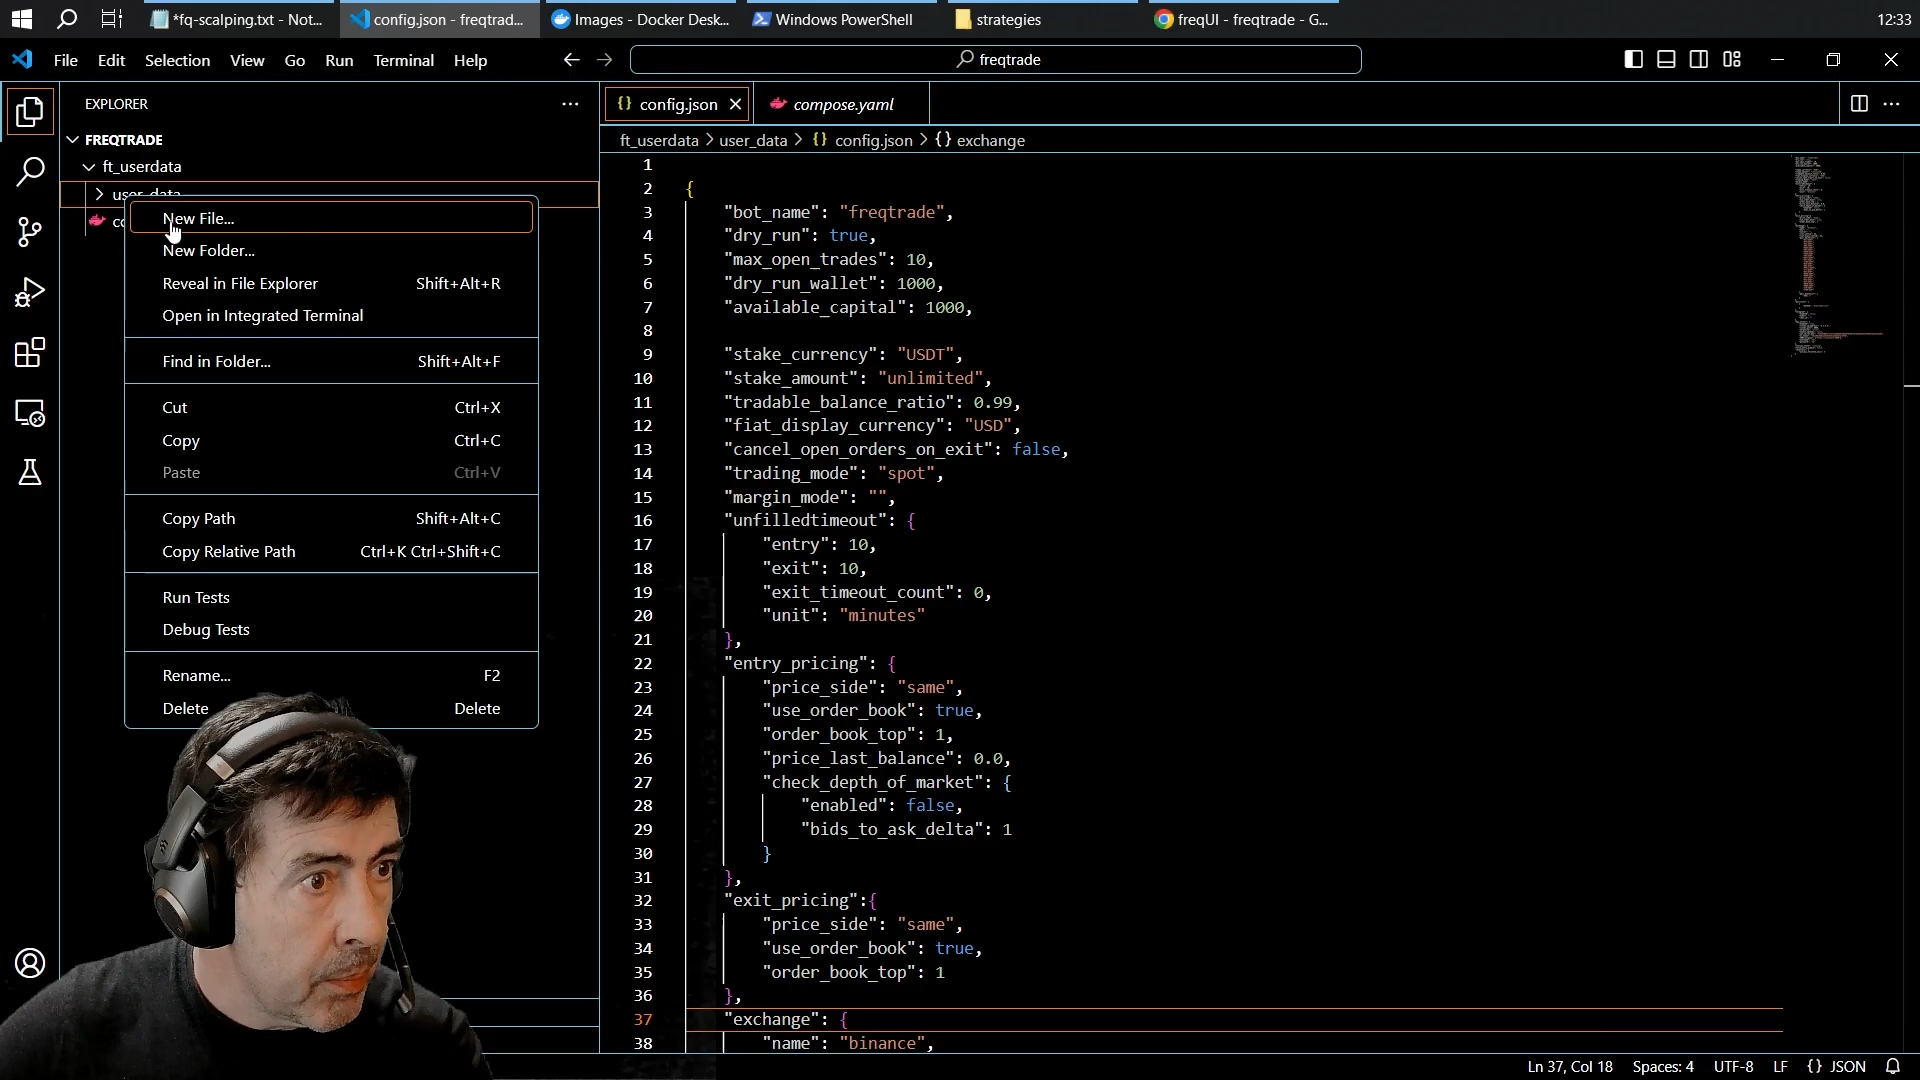 *fq-scalping.txt - Not...
config.json - freqtrad...
Images - Docker Desk...
Windows PowerShell
strategies
freqUI - freqtrade - G...
12:33
File Edit Selection View Go Run Terminal Help
freqtrade
EXPLORER
FREQTRADE
ft_userdata
user_data
New File...
New Folder...
Reveal in File Explorer Shift+Alt+R
Open in Integrated Terminal
Find in Folder... Shift+Alt+F
Cut Ctrl+X
Copy Ctrl+C
Paste Ctrl+V
Copy Path Shift+Alt+C
Copy Relative Path Ctrl+K Ctrl+Shift+C
Run Tests
Debug Tests
Rename... F2
Delete Delete
{} config.json
compose.yaml
ft_userdata > user_data > {} config.json > {} exchange
1
2 {
3 "bot_name": "freqtrade",
4 "dry_run": true,
5 "max_open_trades": 10,
6 "dry_run_wallet": 1000,
7 "available_capital": 1000,
8
9 "stake_currency": "USDT",
10 "stake_amount": "unlimited",
11 "tradable_balance_ratio": 0.99,
12 "fiat_display_currency": "USD",
13 "cancel_open_orders_on_exit": false,
14 "trading_mode": "spot",
15 "margin_mode": "",
16 "unfilledtimeout": {
17 "entry": 10,
18 "exit": 10,
19 "exit_timeout_count": 0,
20 "unit": "minutes"
21 },
22 "entry_pricing": {
23 "price_side": "same",
24 "use_order_book": true,
25 "order_book_top": 1,
26 "price_last_balance": 0.0,
27 "check_depth_of_market": {
28 "enabled": false,
29 "bids_to_ask_delta": 1
30 }
31 },
32 "exit_pricing":{
33 "price_side": "same",
34 "use_order_book": true,
35 "order_book_top": 1
36 },
37 "exchange": {
38 "name": "binance",
Ln 37, Col 18 Spaces: 4 UTF-8 LF {} JSON